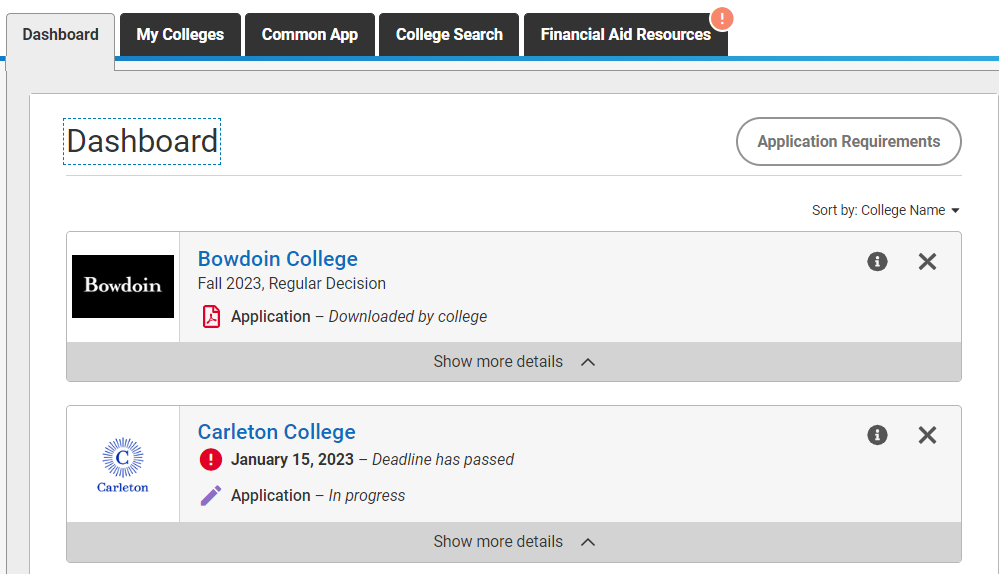 Dashboard My Colleges Common App College Search Financial Aid Resources !
Dashboard Application Requirements
Sort by: College Name
Bowdoin
Bowdoin College
Fall 2023, Regular Decision
Application – Downloaded by college
Show more details
C
Carleton
Carleton College
January 15, 2023 – Deadline has passed
Application – In progress
Show more details